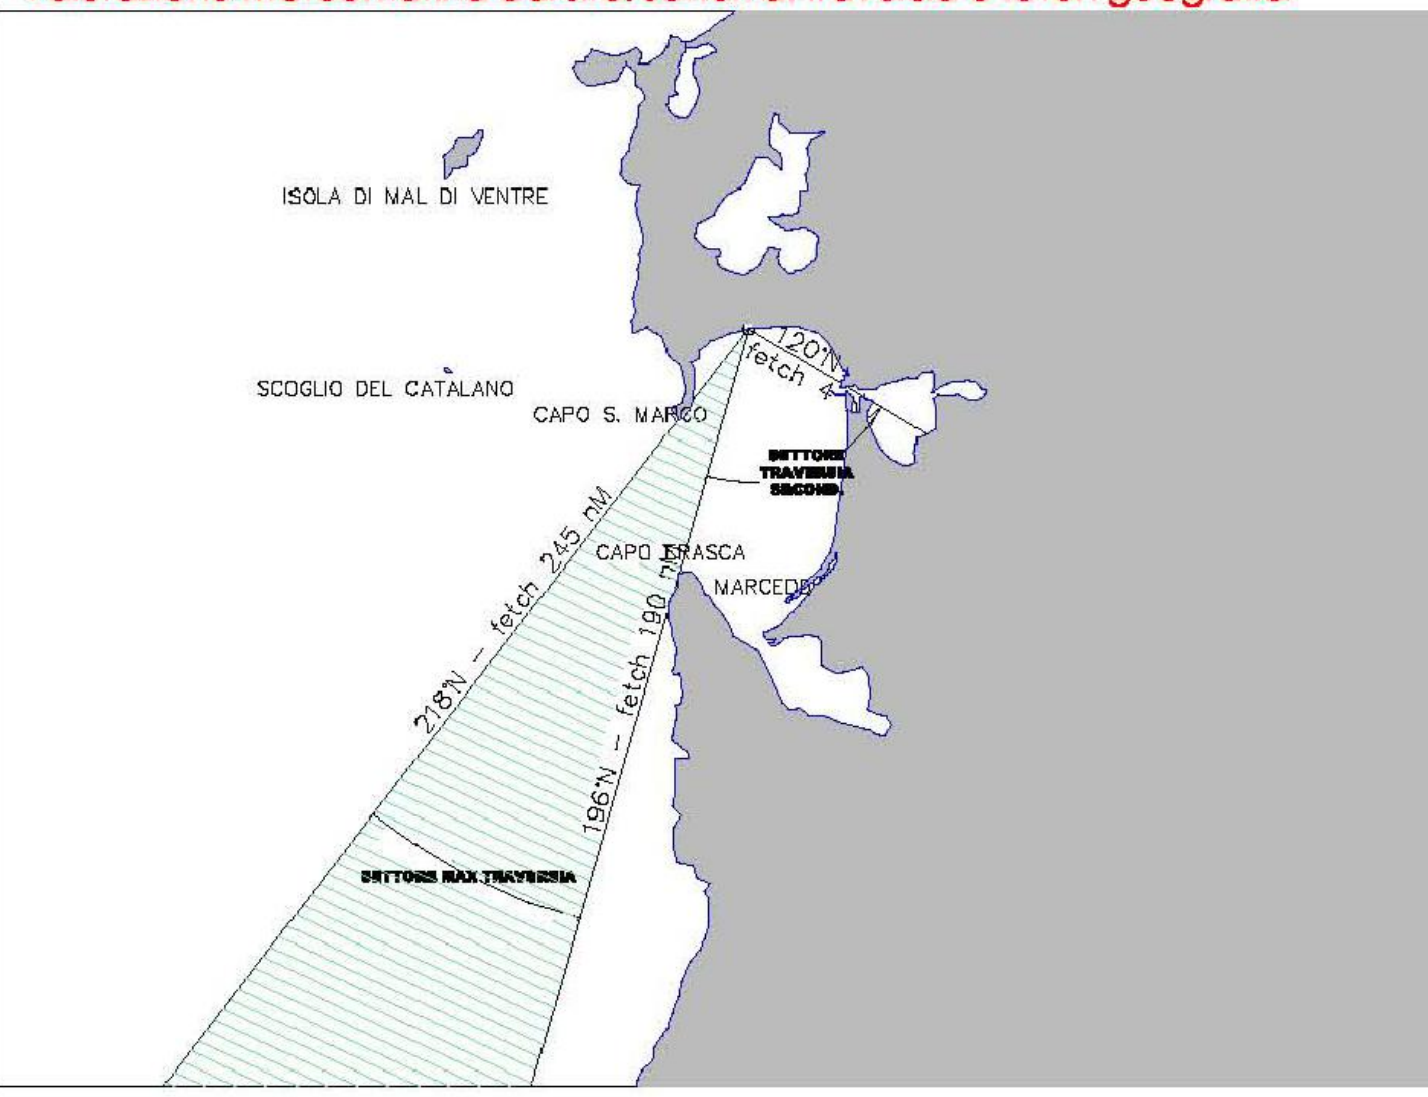 ISOLA DI MAL DI VENTRE
120°N
fetch 4
SCOGLIO DEL CATALANO
CAPO S. MARCO
SETTORE
TRAVERSIA
SECOND.
218°N – fetch 245 nM
CAPO FRASCA
MARCEDDÌ
196°N – fetch 190 nM
SETTORE MAX TRAVERSIA